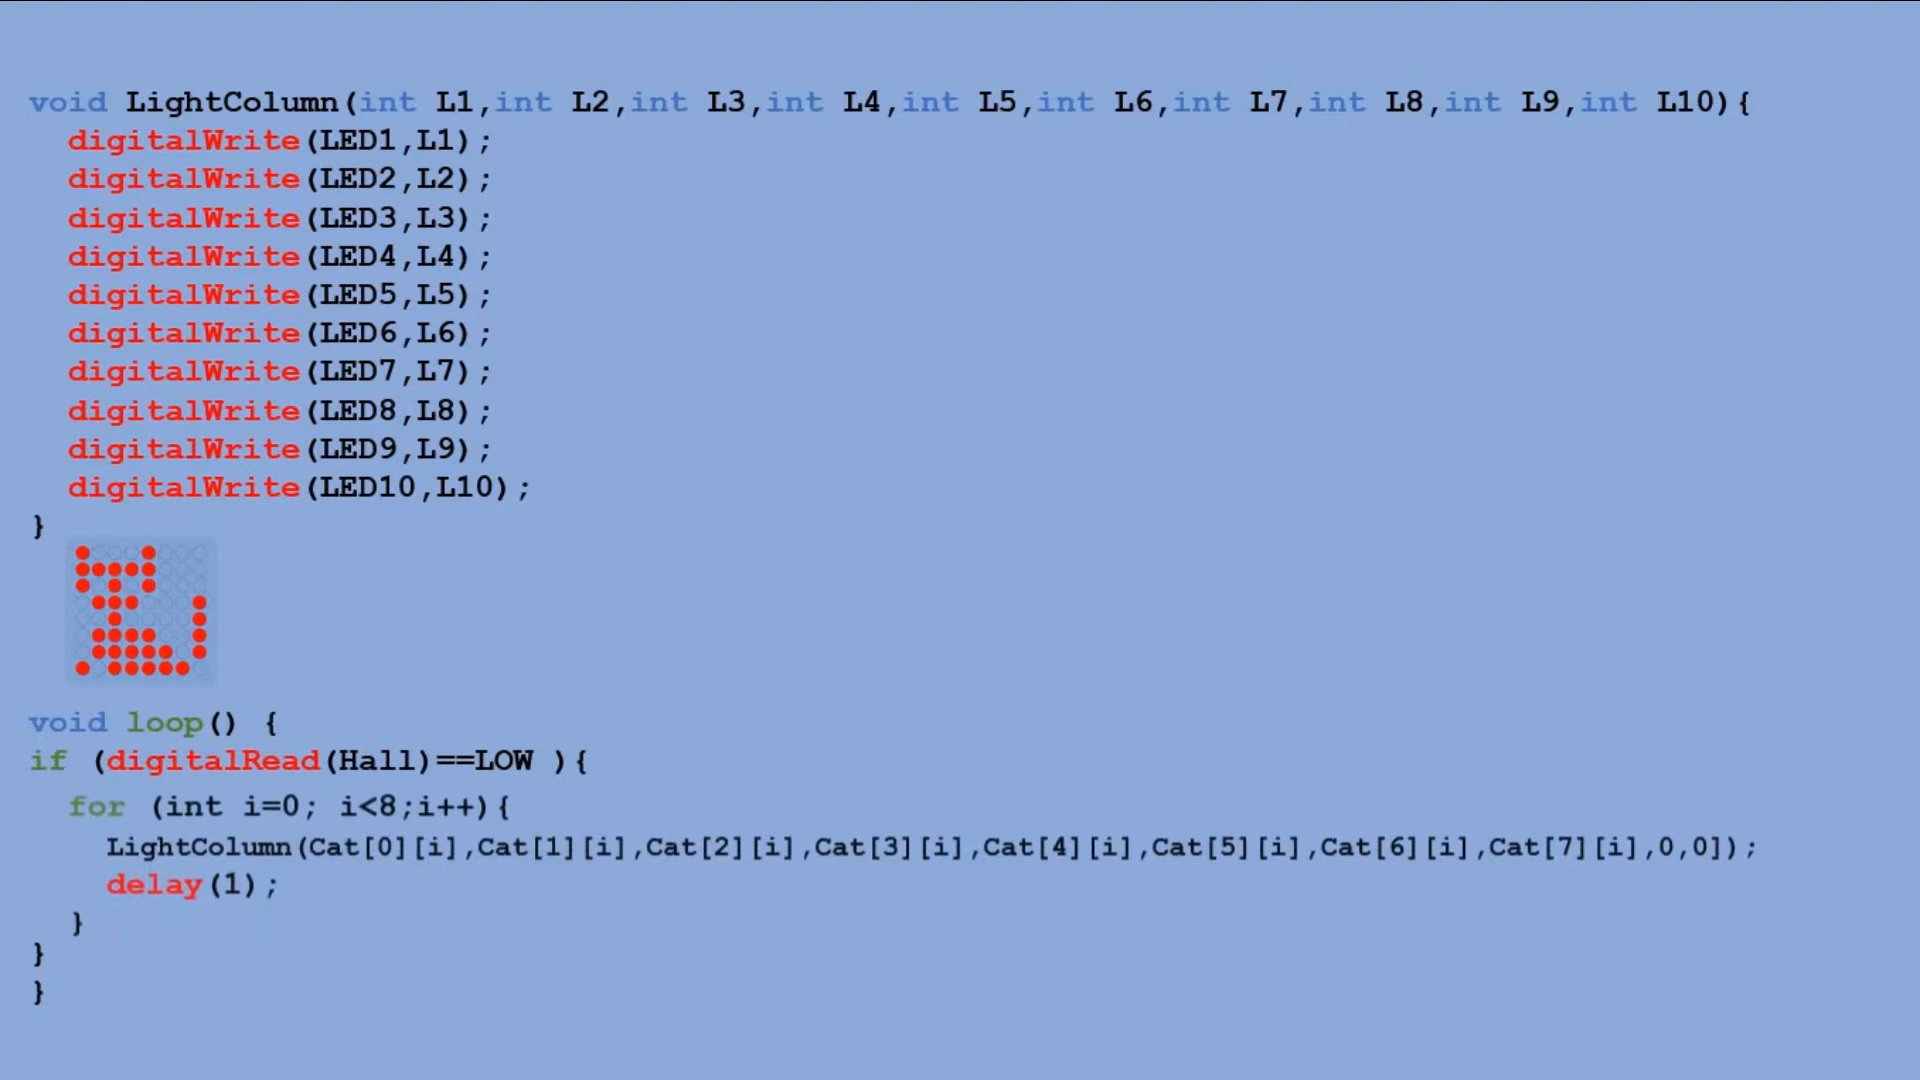 void LightColumn(int L1,int L2,int L3,int L4,int L5,int L6,int L7,int L8,int L9,int L10){
digitalWrite(LED1,L1);
digitalWrite(LED2,L2);
digitalWrite(LED3,L3);
digitalWrite(LED4,L4);
digitalWrite(LED5,L5);
digitalWrite(LED6,L6);
digitalWrite(LED7,L7);
digitalWrite(LED8,L8);
digitalWrite(LED9,L9);
digitalWrite(LED10,L10);
}
void loop() {
if (digitalRead(Hall)==LOW ){
for (int i=0; i<8;i++){
LightColumn(Cat[0][i],Cat[1][i],Cat[2][i],Cat[3][i],Cat[4][i],Cat[5][i],Cat[6][i],Cat[7][i],0,0]);
delay(1);
}
}
}